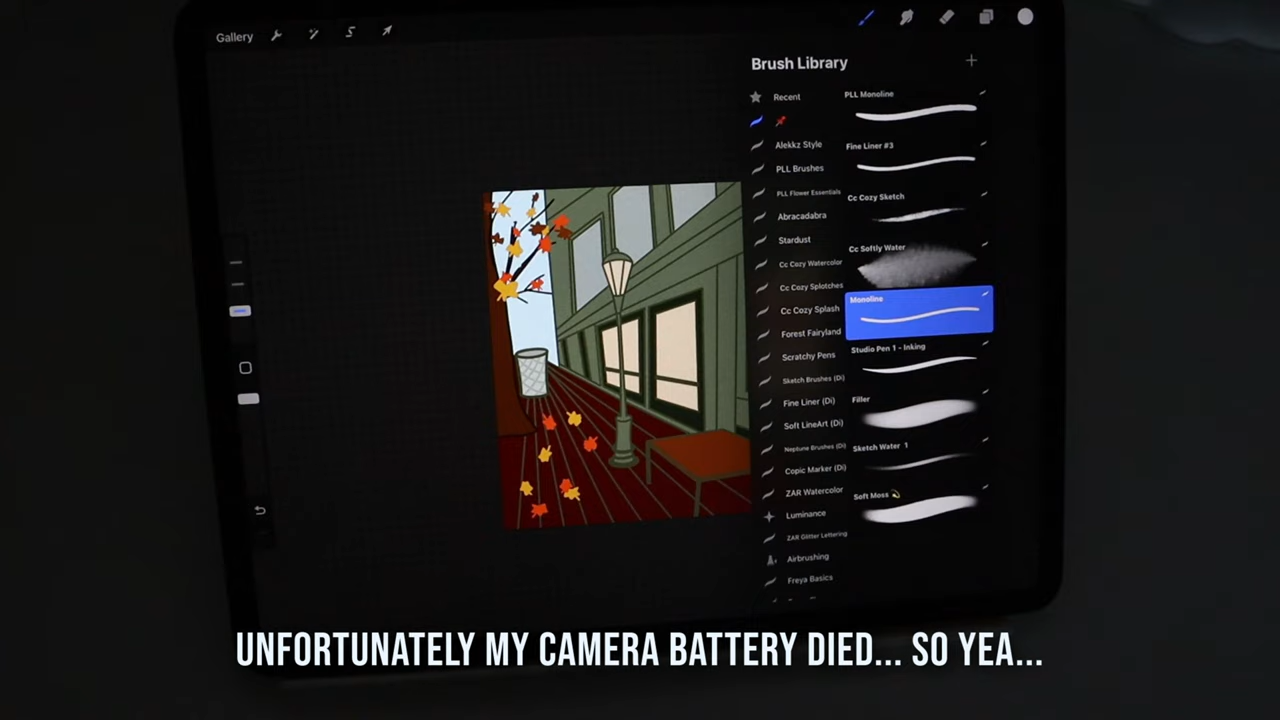 Gallery
Brush Library
Recent
Alekkz Style
PLL Brushes
PLL Flower Essentials
Abracadabra
Stardust
Cc Cozy Watercolor
Cc Cozy Splotches
Cc Cozy Splash
Forest Fairyland
Scratchy Pens
Sketch Brushes (Di)
Fine Liner (Di)
Soft LineArt (Di)
Neptune Brushes (Di)
Copic Marker (Di)
ZAR Watercolor
Luminance
ZAR Glitter Lettering
Airbrushing
Freya Basics
PLL Monoline
Fine Liner #3
Cc Cozy Sketch
Cc Softly Water
Monoline
Studio Pen 1 - Inking
Filler
Sketch Water 1
Soft Moss
UNFORTUNATELY MY CAMERA BATTERY DIED... SO YEA...